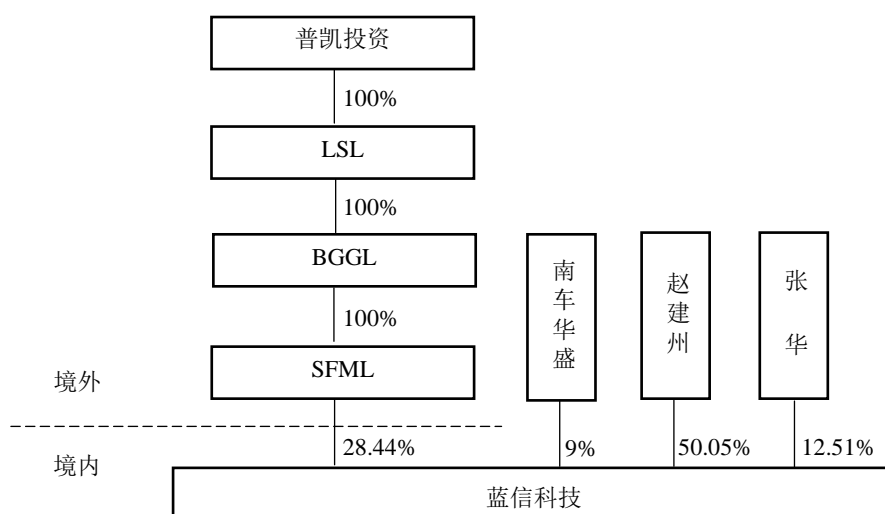 普凯投资
100%
LSL
100%
BGGL
100%
SFML
南车华盛
赵建州
张 华
境外
境内
28.44%
9%
50.05%
12.51%
蓝信科技